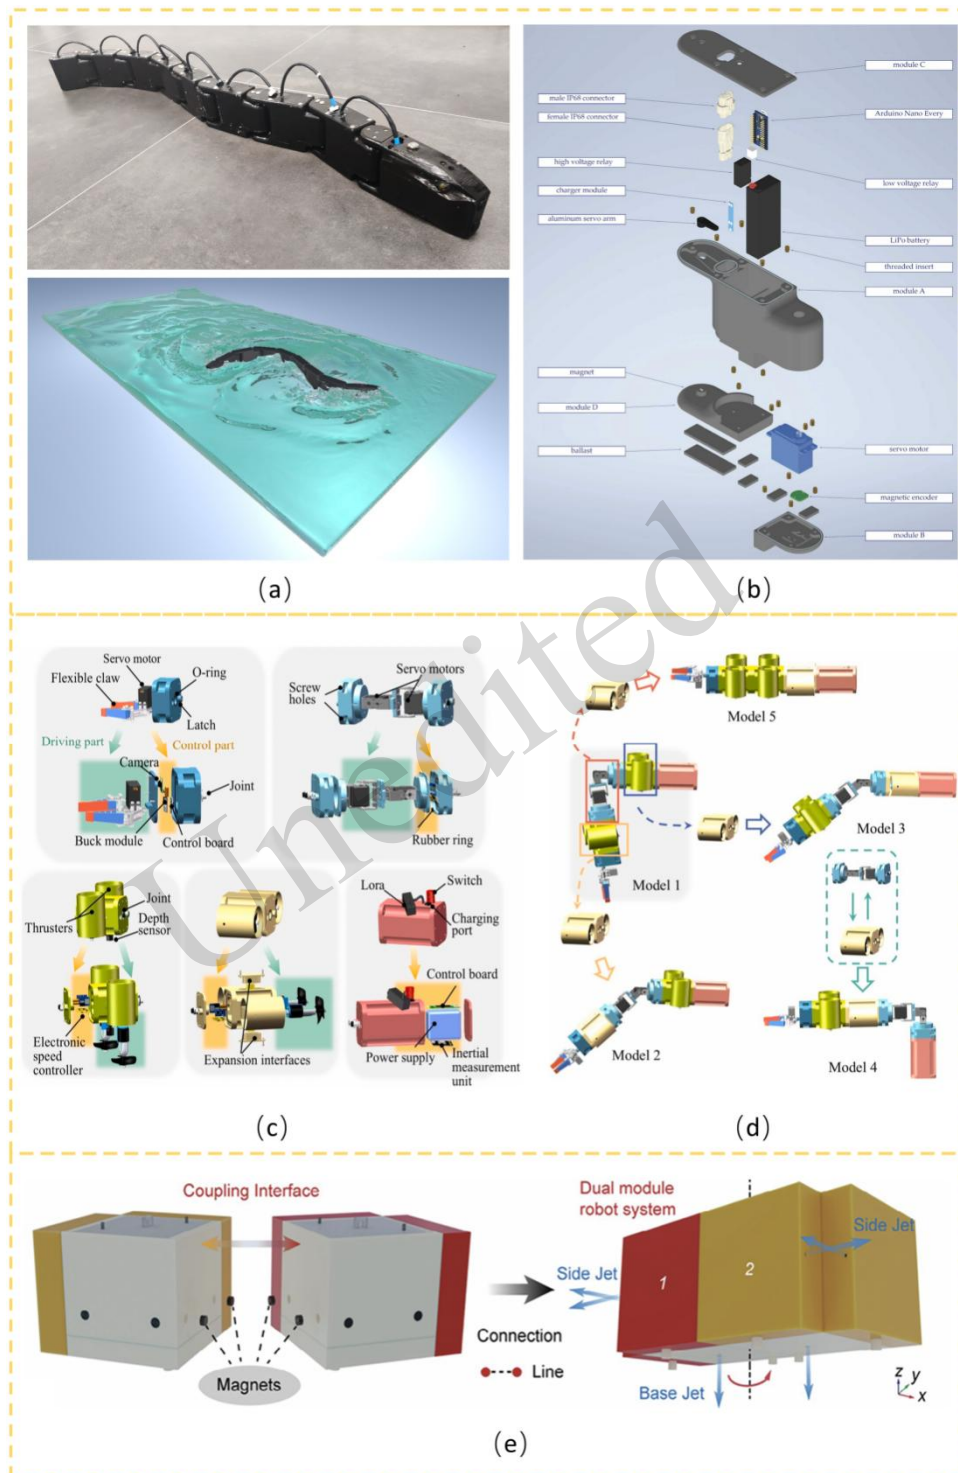 module C
male IP68 connector
female IP68 connector
Arduino Nano Every
high voltage relay
low voltage relay
charger module
aluminum servo arm
LiPo battery
threaded insert
module A
magnet
module D
ballast
servo motor
magnetic encoder
module B
(a)
(b)
Servo motor
Flexible claw
O-ring
Latch
Driving part
Control part
Camera
Joint
Buck module
Control board
Screw
holes
Servo motors
Rubber ring
Thrusters
Joint
Depth
sensor
Electronic
speed
controller
Expansion interfaces
Lora
Switch
Charging
port
Control board
Power supply
Inertial
measurement
unit
Model 5
Model 3
Model 1
Model 2
Model 4
(c)
(d)
Coupling Interface
Magnets
Connection
Line
Dual module
robot system
Side Jet
Side Jet
1
2
Base Jet
z
y
x
(e)
Unedited